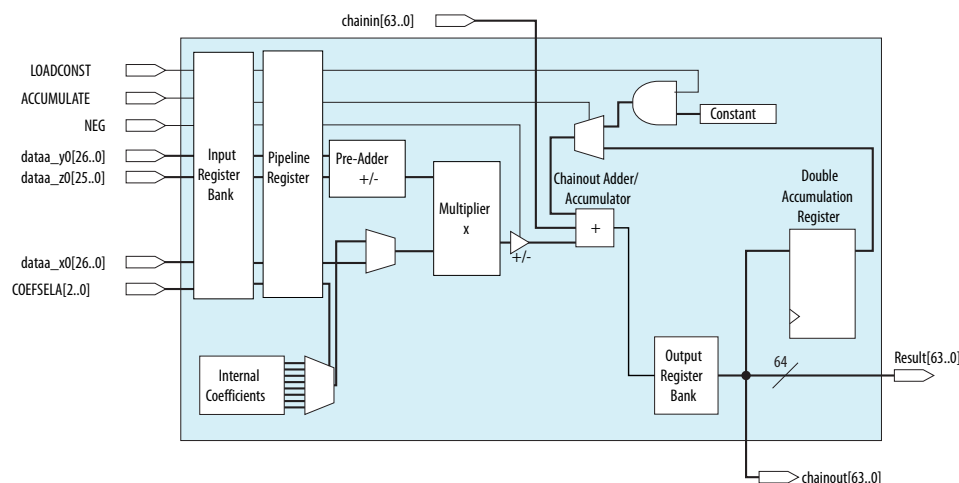 chainin[63..0]
LOADCONST
ACCUMULATE
NEG
dataa_y0[26..0]
dataa_z0[25..0]
dataa_x0[26..0]
COEFSELA[2..0]
Input
Register
Bank
Pipeline
Register
Pre-Adder
+/-
Multiplier
x
+/-
Internal
Coefficients
Constant
Chainout Adder/
Accumulator
+
Double
Accumulation
Register
Output
Register
Bank
64
Result[63..0]
chainout[63..0]